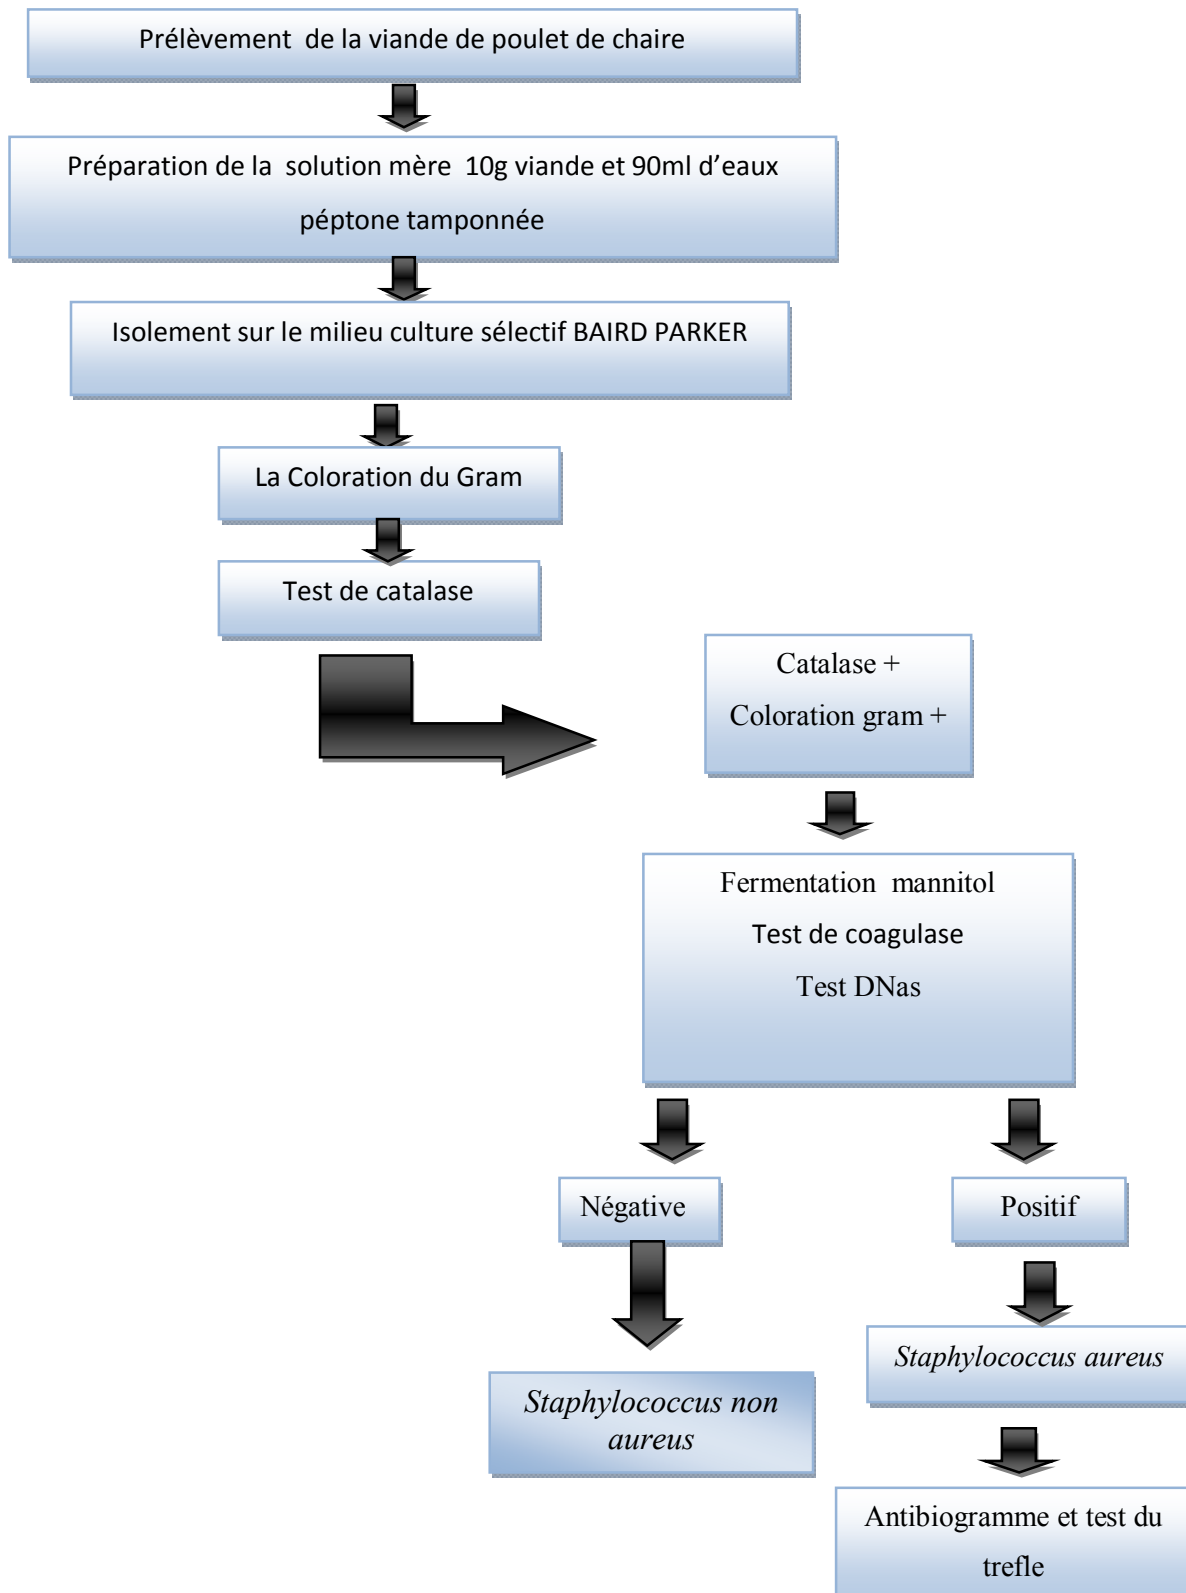 Prélèvement de la viande de poulet de chaire
Préparation de la solution mère 10g viande et 90ml d’eaux
péptone tamponnée
Isolement sur le milieu culture sélectif BAIRD PARKER
La Coloration du Gram
Test de catalase
Catalase +
Coloration gram +
Fermentation mannitol
Test de coagulase
Test DNas
Négative
Positif
Staphylococcus aureus
Staphylococcus non
aureus
Antibiogramme et test du
trefle